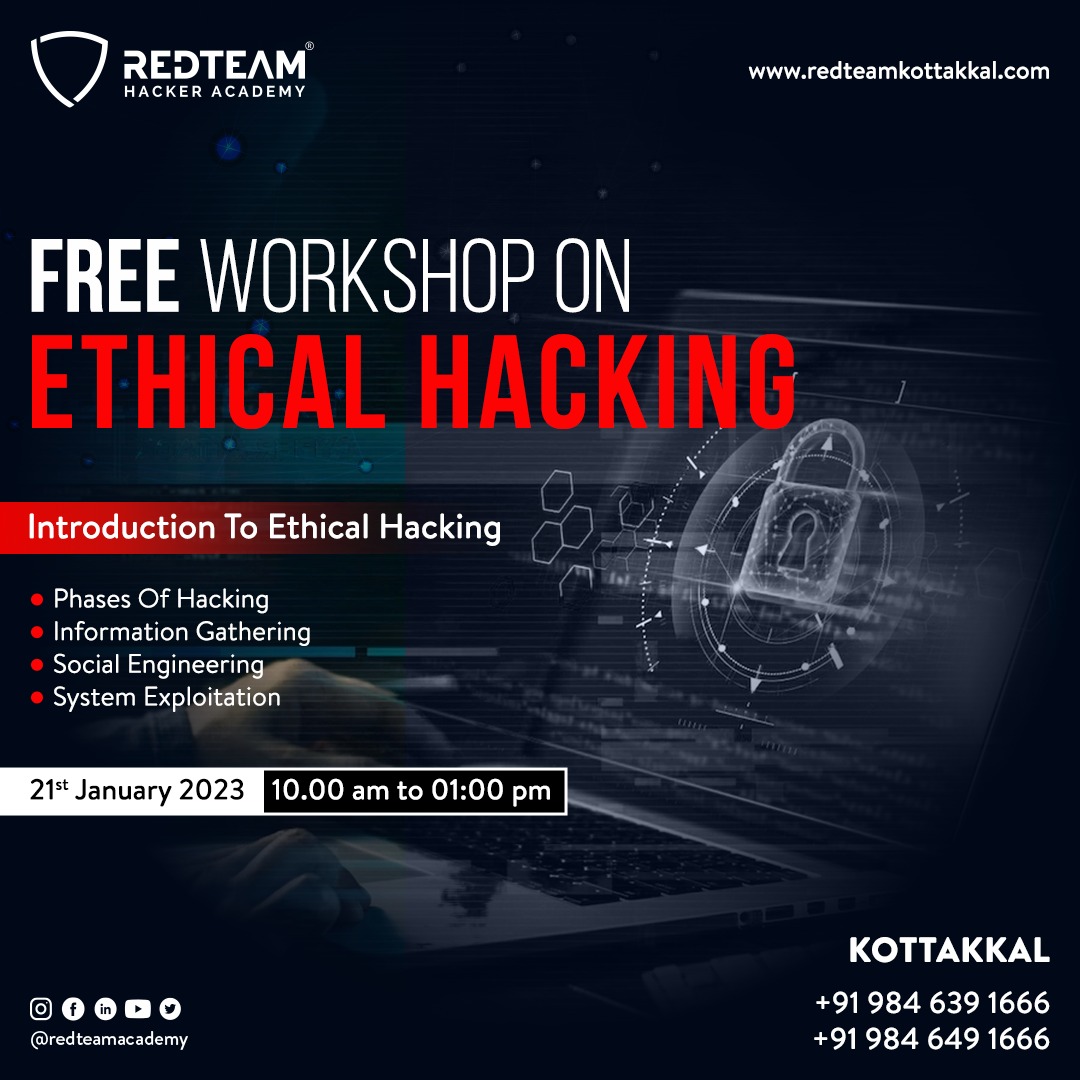 REDTEAM®
HACKER ACADEMY
www.redteamkottakkal.com
FREE WORKSHOP ON
ETHICAL HACKING
Introduction To Ethical Hacking
● Phases Of Hacking
● Information Gathering
● Social Engineering
● System Exploitation
21st January 2023 10.00 am to 01:00 pm
KOTTAKKAL
+91 984 639 1666
+91 984 649 1666
@redteamacademy